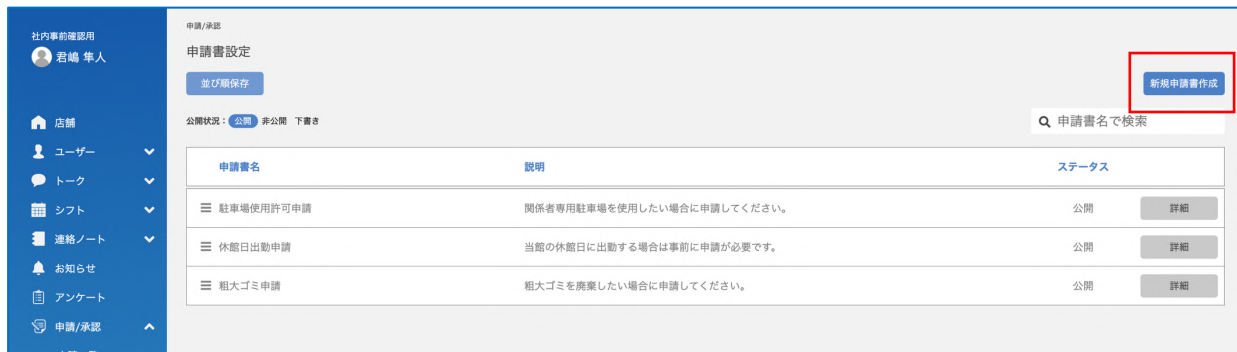 社内事前確認用
君嶋 隼人
店舗
ユーザー
トーク
シフト
連絡ノート
お知らせ
アンケート
申請/承認
申請/承認
申請書設定
並び順保存
新規申請書作成
公開状況： 公開 非公開 下書き
申請書名で検索
申請書名 説明 ステータス
駐車場使用許可申請 関係者専用駐車場を使用したい場合に申請してください。 公開 詳細
休館日出勤申請 当館の休館日に出勤する場合は事前に申請が必要です。 公開 詳細
粗大ゴミ申請 粗大ゴミを廃棄したい場合に申請してください。 公開 詳細